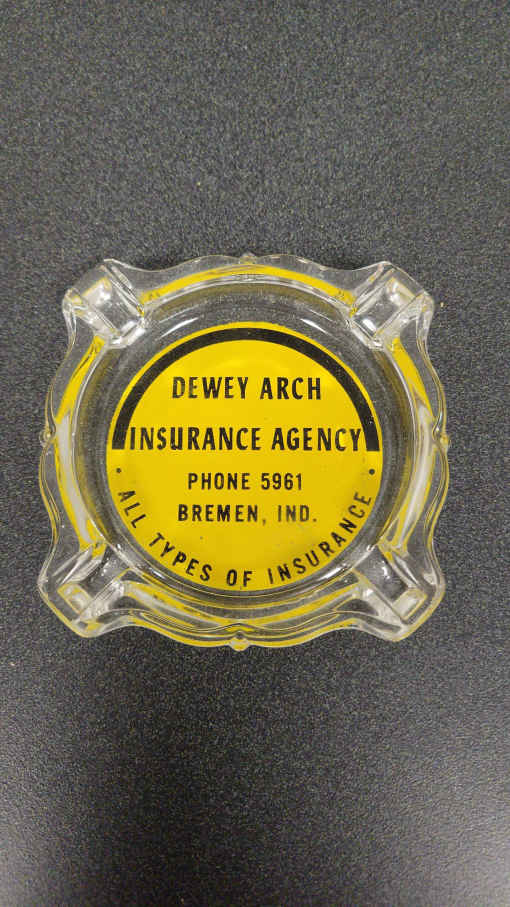 DEWEY ARCH
INSURANCE AGENCY
PHONE 5961
BREMEN, IND.
• ALL TYPES OF INSURANCE •